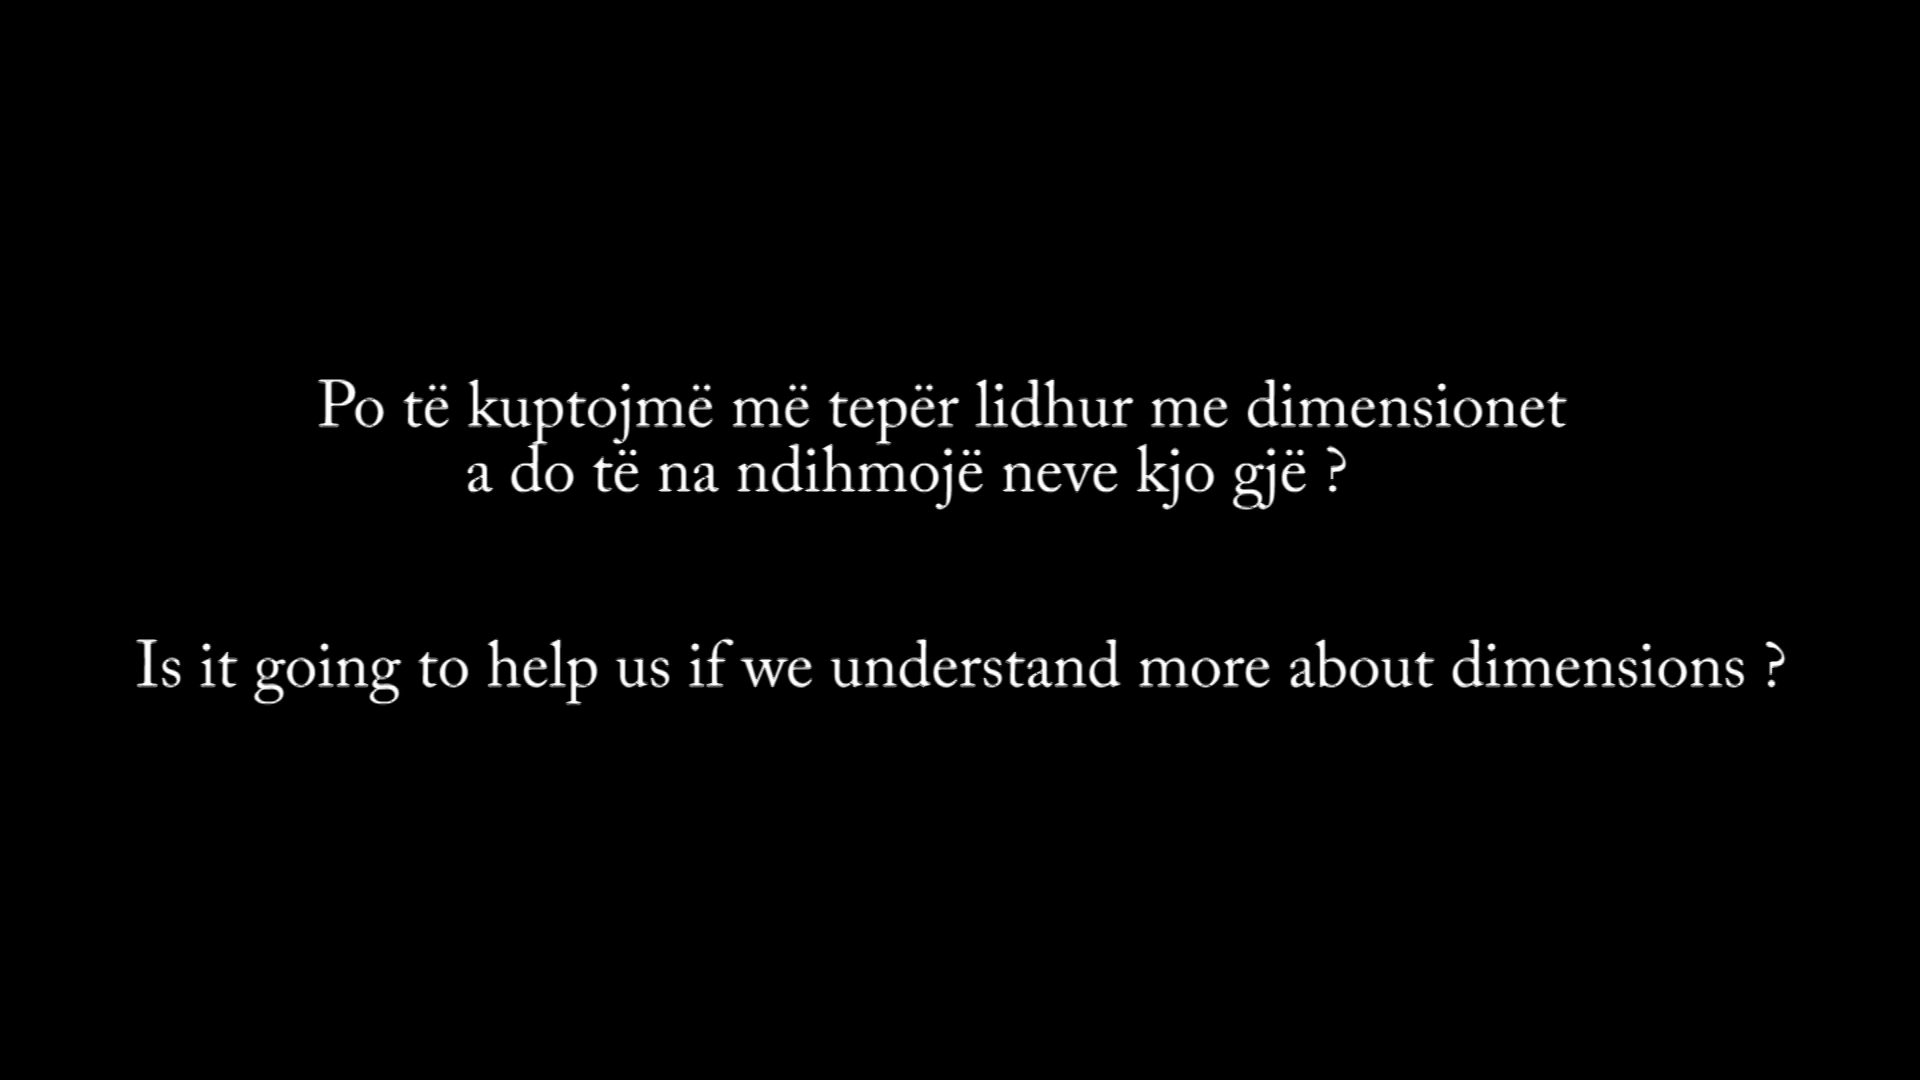 Po të kuptojmë më tepër lidhur me dimensionet
a do të na ndihmojë neve kjo gjë ?
Is it going to help us if we understand more about dimensions ?